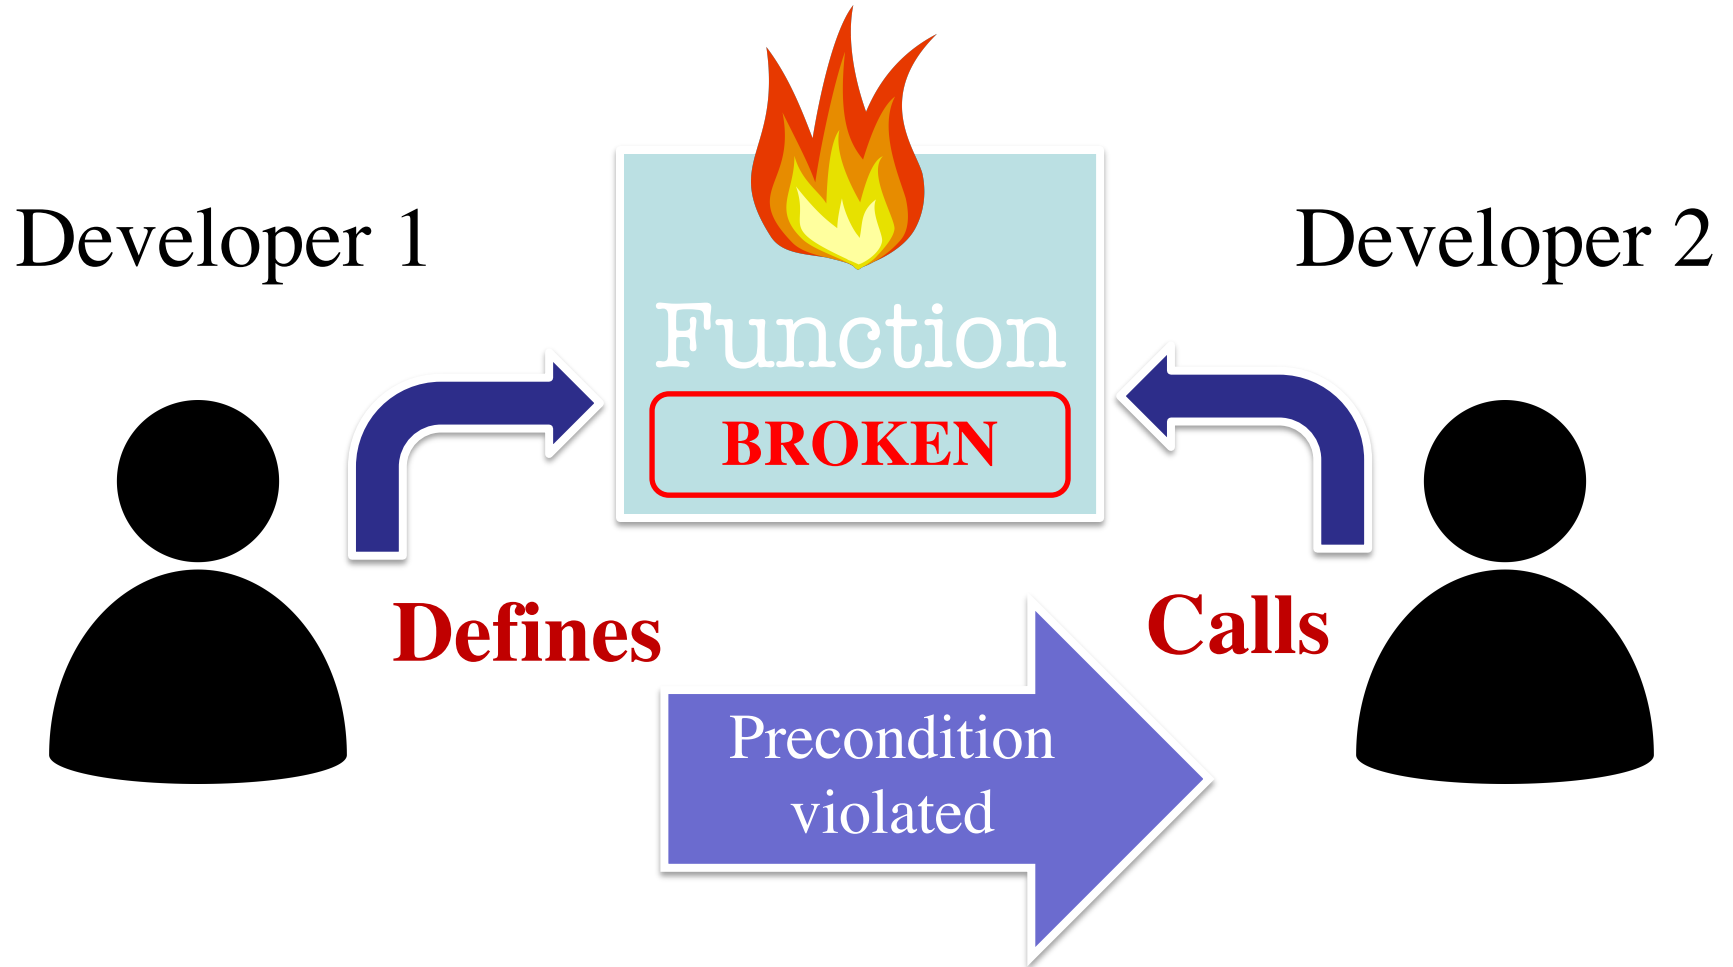 Developer 1
Developer 2
Function
BROKEN
Defines
Calls
Precondition
violated